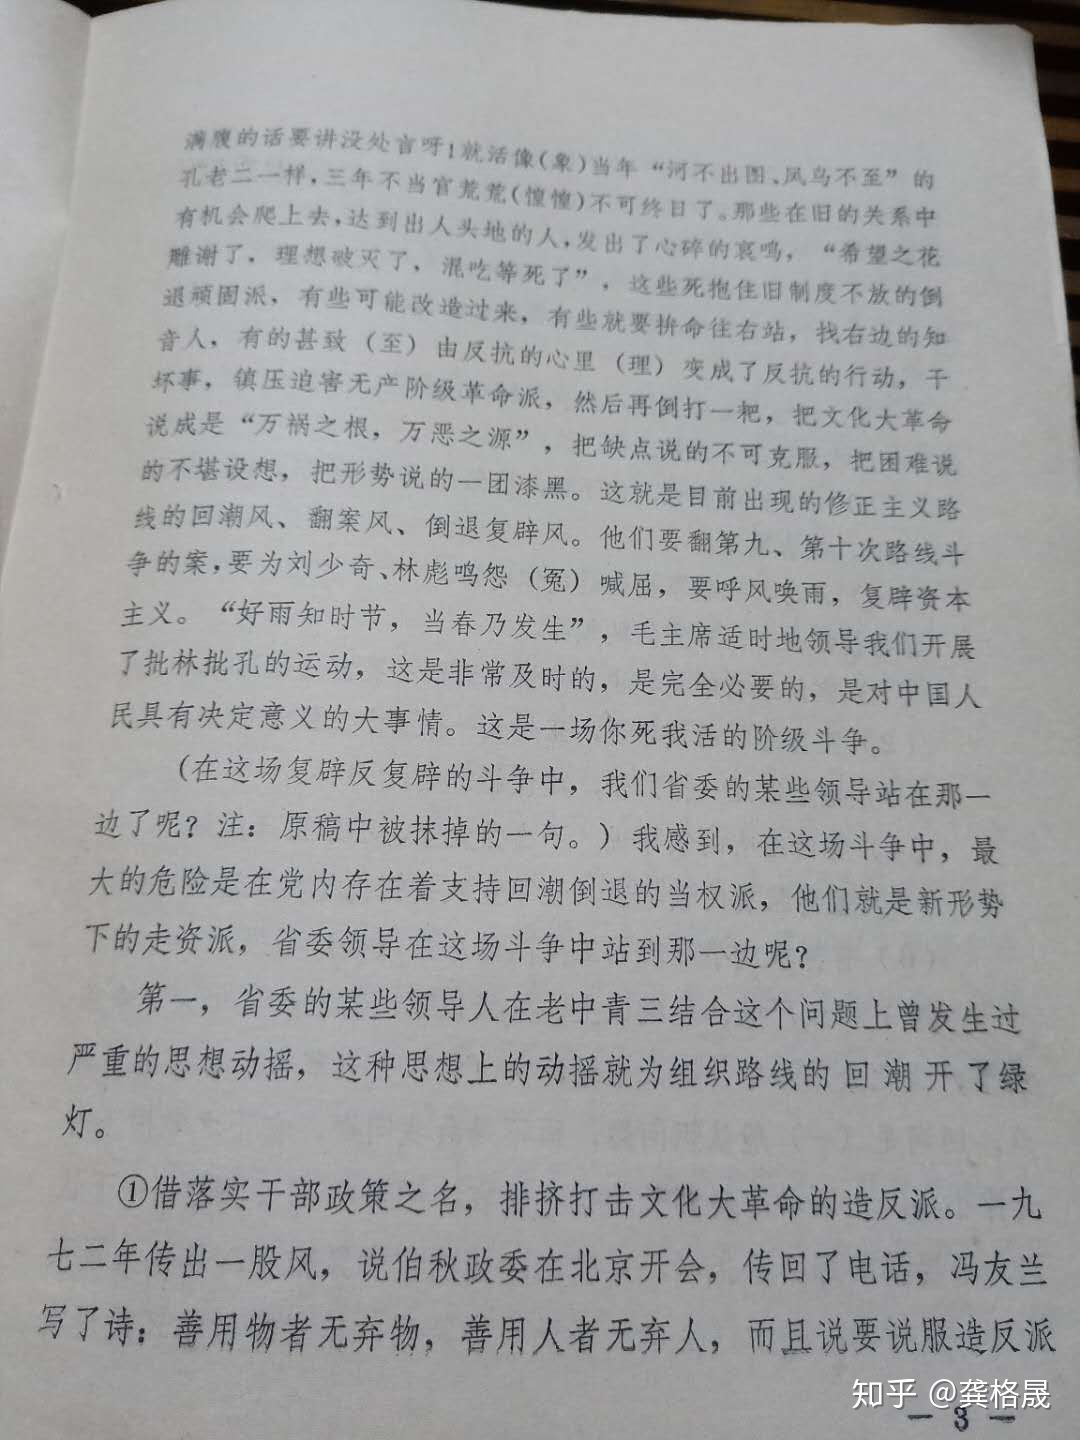 满腹的话要讲没处言呀!就活像(象)当年“河不出图、凤鸟不至”的
孔老二一样,三年不当官荒荒(惶惶)不可终日了。那些在旧的关系中
有机会爬上去,达到出人头地的人,发出了心碎的哀鸣,“希望之花
雕谢了,理想破灭了,混吃等死了”,这些死抱住旧制度不放的倒
退顽固派,有些可能改造过来,有些就要拚命往右站,找右边的知
音人,有的甚致(至)由反抗的心里(理)变成了反抗的行动,干
坏事,镇压迫害无产阶级革命派,然后再倒打一耙,把文化大革命
说成是“万祸之根,万恶之源”,把缺点说的不可克服,把困难说
的不堪设想,把形势说的一团漆黑。这就是目前出现的修正主义路
线的回潮风、翻案风、倒退复辟风。他们要翻第九、第十次路线斗
争的案,要为刘少奇、林彪鸣怨(冤)喊屈,要呼风唤雨,复辟资本
主义。“好雨知时节,当春乃发生”,毛主席适时地领导我们开展
了批林批孔的运动,这是非常及时的,是完全必要的,是对中国人
民具有决定意义的大事情。这是一场你死我活的阶级斗争。
(在这场复辟反复辟的斗争中,我们省委的某些领导站在那一
边了呢?注:原稿中被抹掉的一句。)我感到,在这场斗争中,最
大的危险是在党内存在着支持回潮倒退的当权派,他们就是新形势
下的走资派,省委领导在这场斗争中站到那一边呢?
第一,省委的某些领导人在老中青三结合这个问题上曾发生过
严重的思想动摇,这种思想上的动摇就为组织路线的回潮开了绿
灯。
①借落实干部政策之名,排挤打击文化大革命的造反派。一九
七二年传出一股风,说伯秋政委在北京开会,传回了电话,冯友兰
写了诗:善用物者无弃物,善用人者无弃人,而且说要说服造反派
知乎 @龚格晟
— 3 —